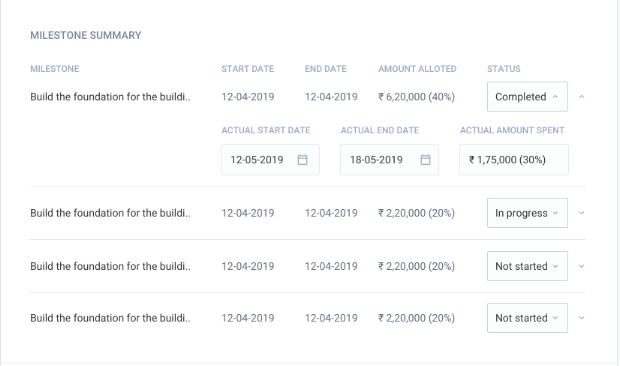 MILESTONE SUMMARY
MILESTONE START DATE END DATE AMOUNT ALLOTED STATUS
Build the foundation for the buildi.. 12-04-2019 12-04-2019 ₹ 6,20,000 (40%) Completed
ACTUAL START DATE ACTUAL END DATE ACTUAL AMOUNT SPENT
12-05-2019 18-05-2019 ₹ 1,75,000 (30%)
Build the foundation for the buildi.. 12-04-2019 12-04-2019 ₹ 2,20,000 (20%) In progress
Build the foundation for the buildi.. 12-04-2019 12-04-2019 ₹ 2,20,000 (20%) Not started
Build the foundation for the buildi.. 12-04-2019 12-04-2019 ₹ 2,20,000 (20%) Not started